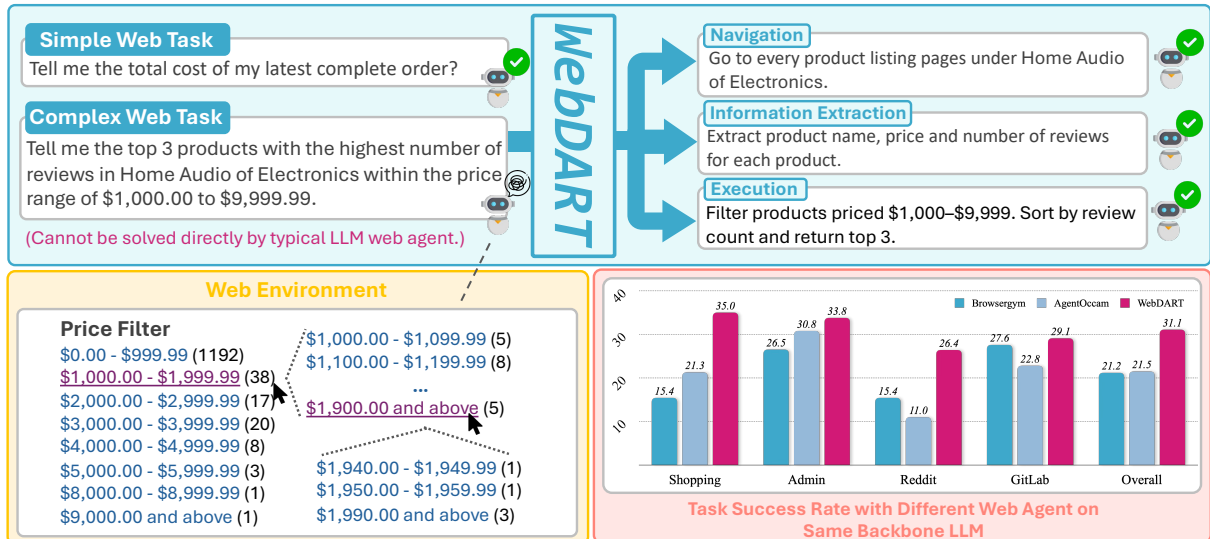 Simple Web Task
Tell me the total cost of my latest complete order?
Complex Web Task
Tell me the top 3 products with the highest number of
reviews in Home Audio of Electronics within the price
range of $1,000.00 to $9,999.99.
(Cannot be solved directly by typical LLM web agent.)
WebDART
Navigation
Go to every product listing pages under Home Audio
of Electronics.
Information Extraction
Extract product name, price and number of reviews
for each product.
Execution
Filter products priced $1,000–$9,999. Sort by review
count and return top 3.
Web Environment
Price Filter
$0.00 - $999.99 (1192)
$1,000.00 - $1,999.99 (38)
$2,000.00 - $2,999.99 (17)
$3,000.00 - $3,999.99 (20)
$4,000.00 - $4,999.99 (8)
$5,000.00 - $5,999.99 (3)
$8,000.00 - $8,999.99 (1)
$9,000.00 and above (1)
$1,000.00 - $1,099.99 (5)
$1,100.00 - $1,199.99 (8)
...
$1,900.00 and above (5)
$1,940.00 - $1,949.99 (1)
$1,950.00 - $1,959.99 (1)
$1,990.00 and above (3)
40
30
20
10
Browsergym AgentOccam WebDART
15.4 21.3 35.0
26.5 30.8 33.8
15.4 11.0 26.4
27.6 22.8 29.1
21.2 21.5 31.1
Shopping Admin Reddit GitLab Overall
Task Success Rate with Different Web Agent on
Same Backbone LLM